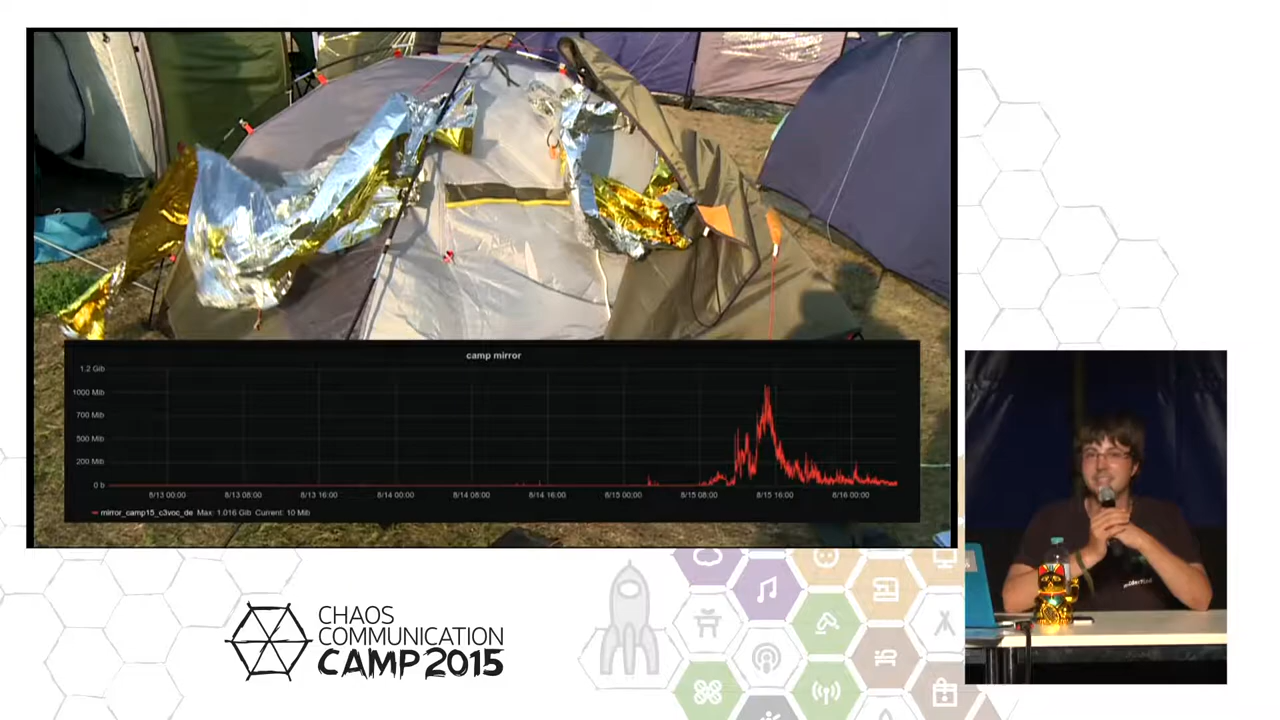 camp mirror
1.2 Gib
1000 Mib
700 Mib
500 Mib
200 Mib
0 b
8/13 00:00 8/13 08:00 8/13 16:00 8/14 00:00 8/14 08:00 8/14 16:00 8/15 00:00 8/15 08:00 8/15 16:00 8/16 00:00
mirror_camp15_c3voc_de Max: 1.016 Gib Current: 10 Mib
CHAOS
COMMUNICATION
CAMP 2015